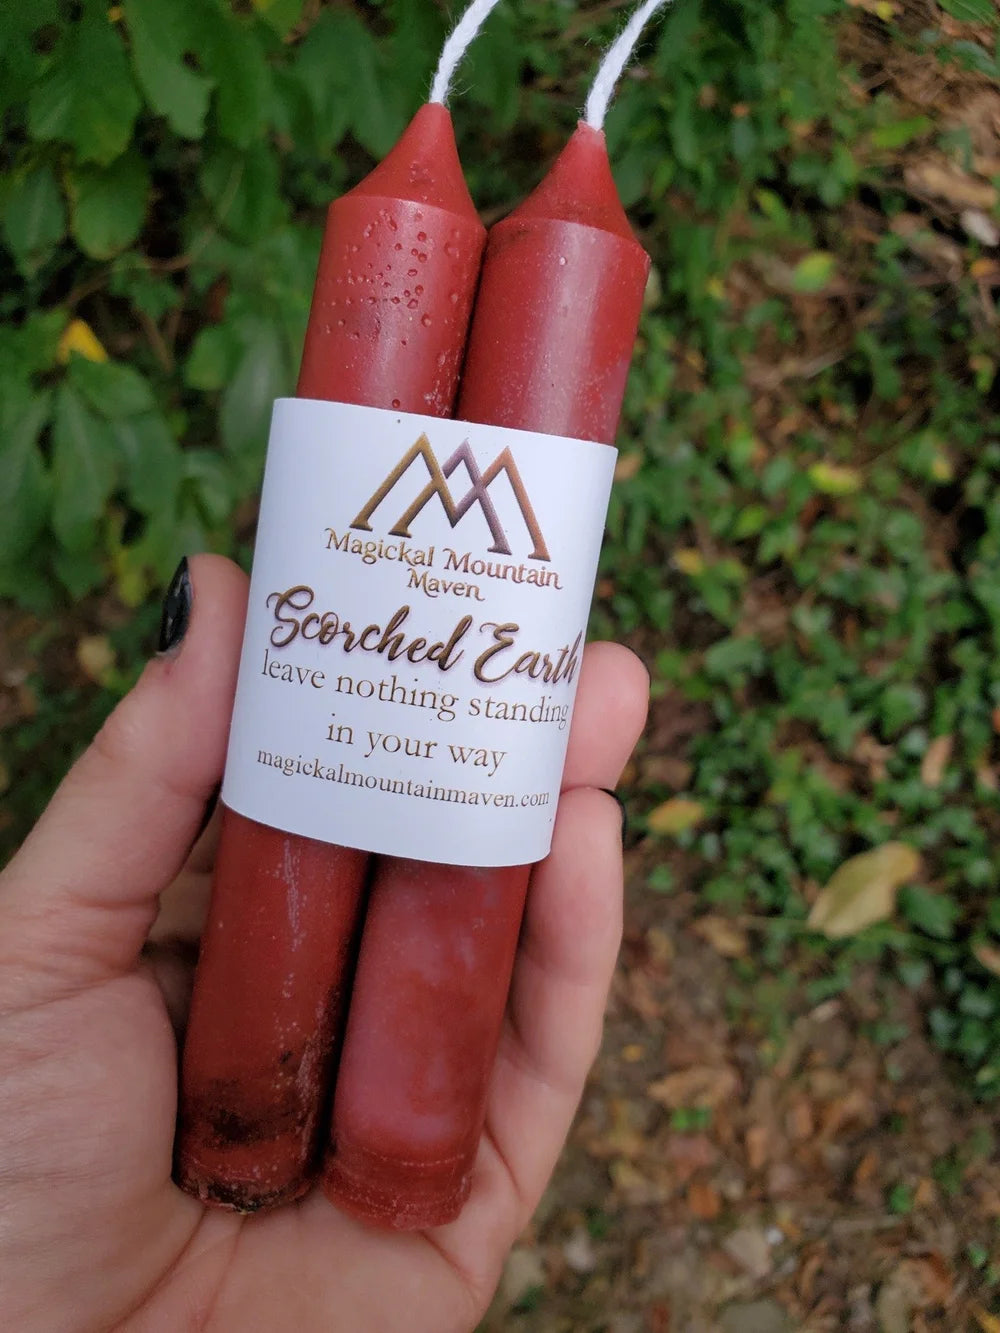 Magickal Mountain
Maven
Scorched Earth
leave nothing standing
in your way
magickalmountainmaven.com